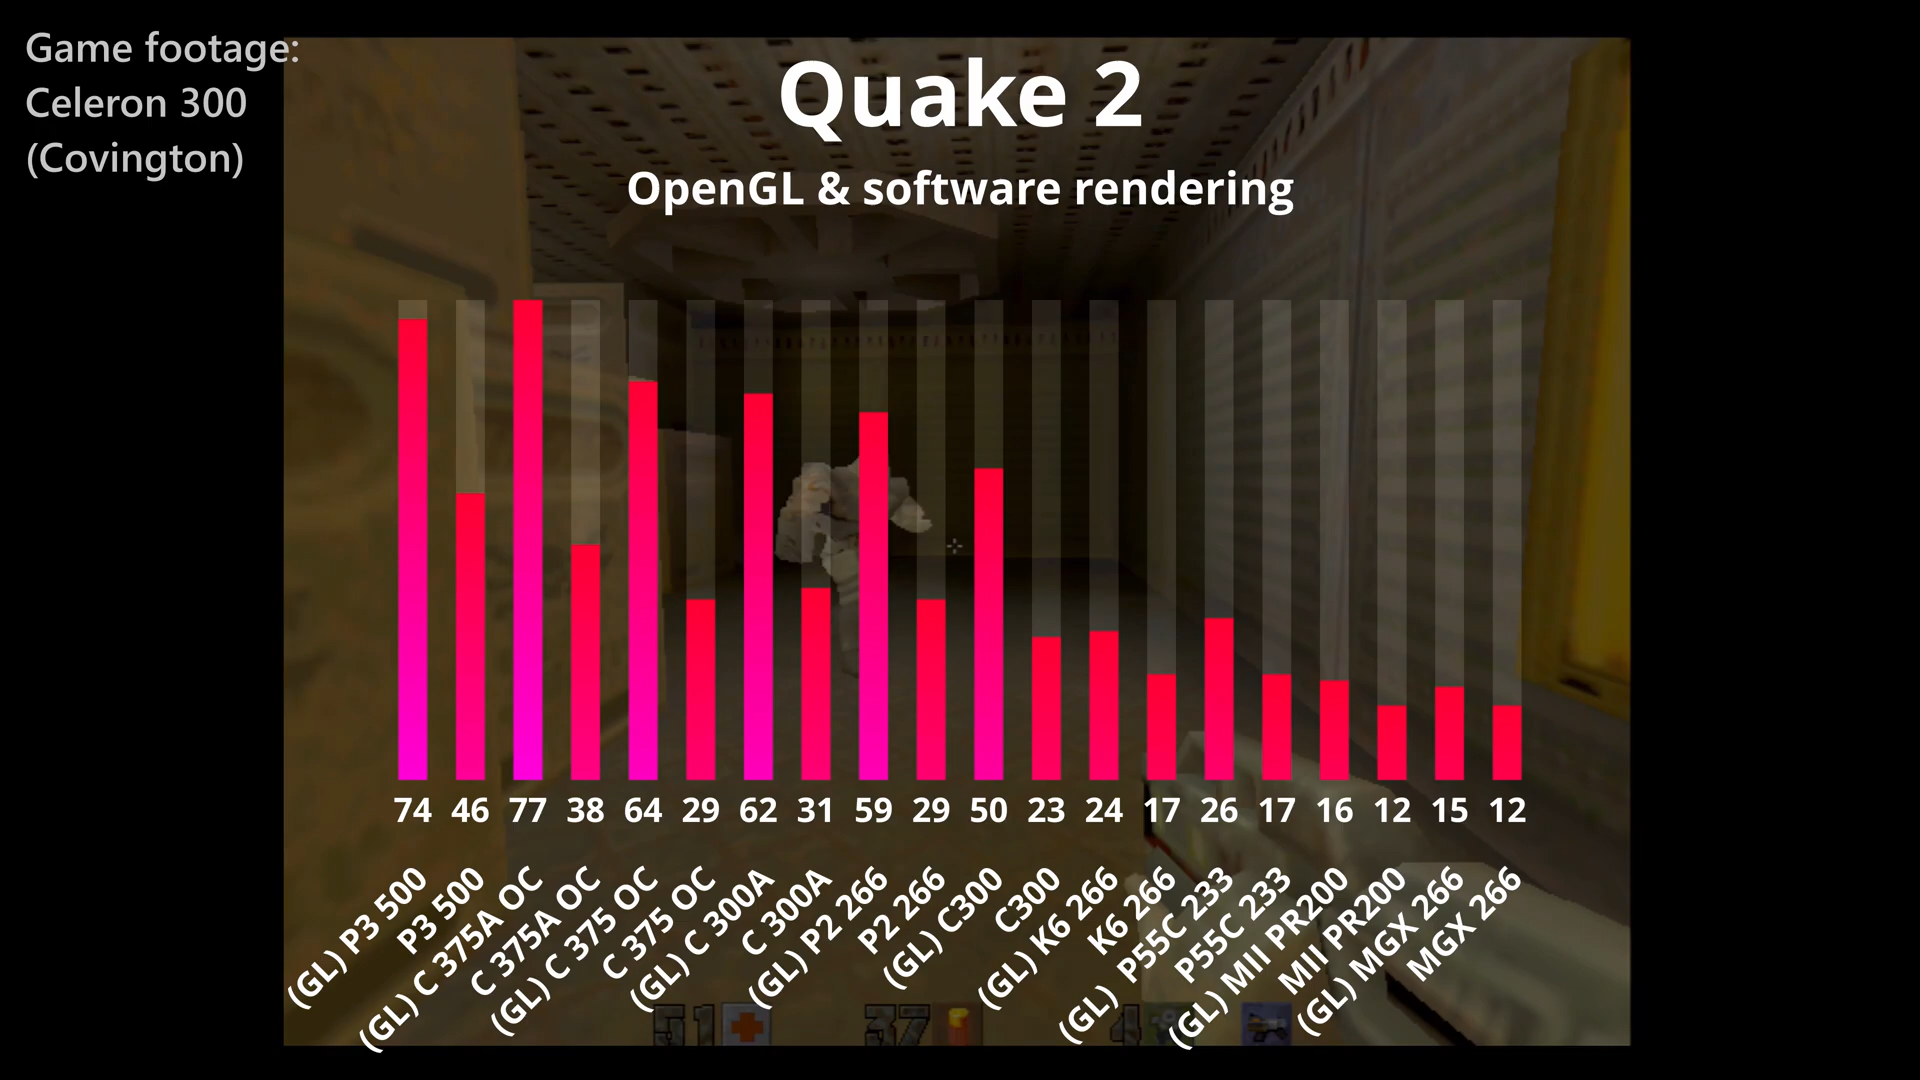 Game footage:
Celeron 300
(Covington)
Quake 2
OpenGL & software rendering
74 46 77 38 64 29 62 31 59 29 50 23 24 17 26 17 16 12 15 12
(GL) P3 500
P3 500
(GL) C 375A OC
C 375A OC
(GL) C 375 OC
C 375 OC
(GL) C 300A
C 300A
(GL) P2 266
P2 266
(GL) C300
C300
(GL) K6 266
K6 266
(GL) P55C 233
P55C 233
(GL) MII PR200
MII PR200
(GL) MGX 266
MGX 266
51 37 4